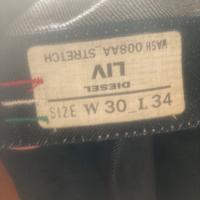 WASH 008AA_STRETCH
LIV
DIESEL
SIZE W 30_L 34